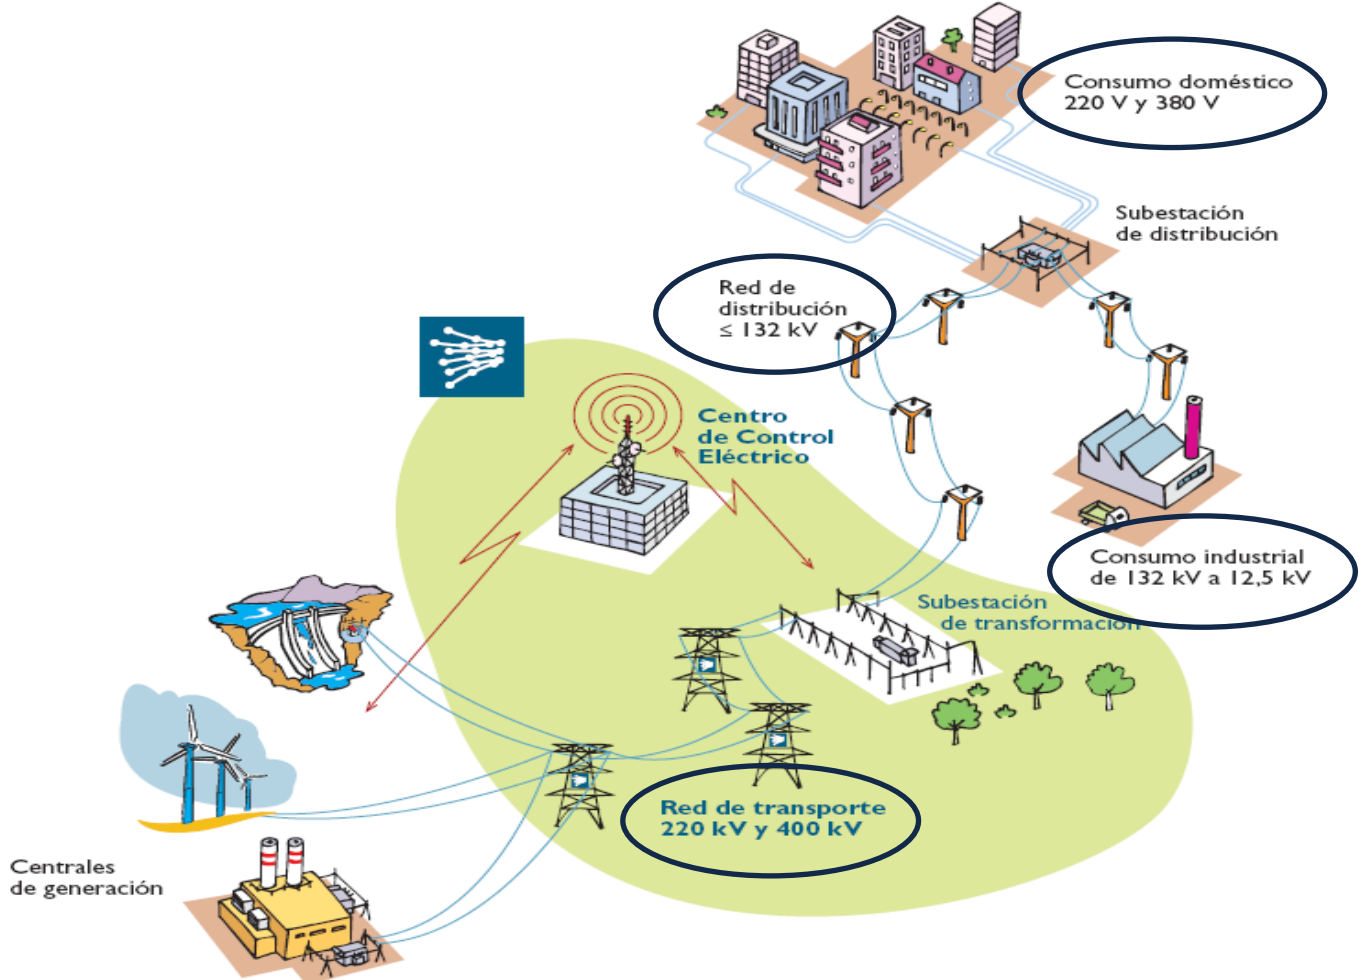 Consumo doméstico
220 V y 380 V
Subestación
de distribución
Red de
distribución
≤ 132 kV
Centro
de Control
Eléctrico
Consumo industrial
de 132 kV a 12,5 kV
Subestación
de transformación
Red de transporte
220 kV y 400 kV
Centrales
de generación